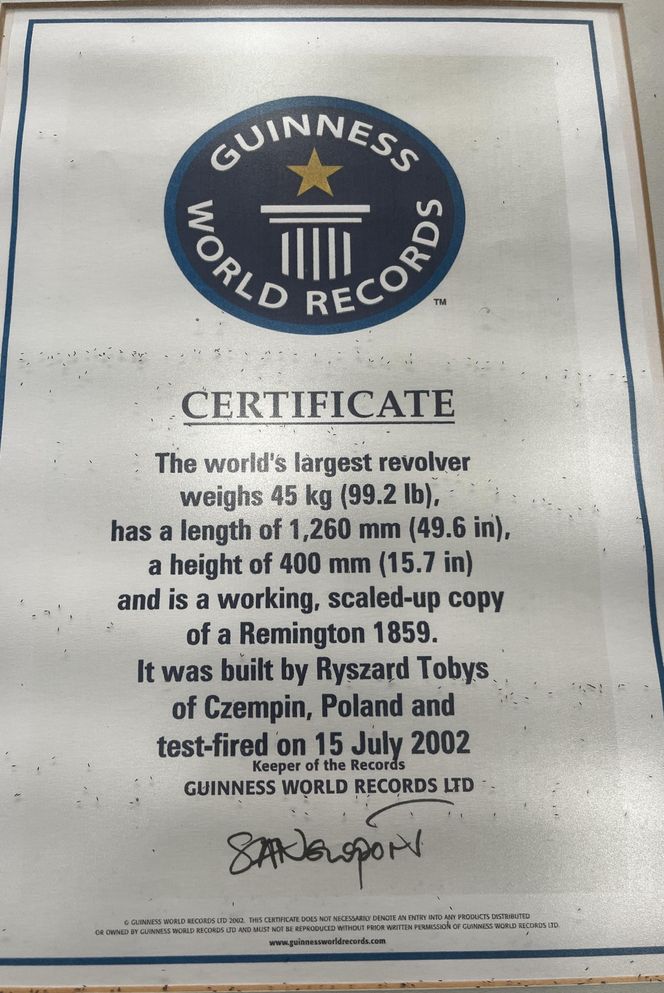 GUINNESS
WORLD RECORDS
TM
CERTIFICATE
The world's largest revolver
weighs 45 kg (99.2 lb),
has a length of 1,260 mm (49.6 in),
a height of 400 mm (15.7 in)
and is a working, scaled-up copy
of a Remington 1859.
It was built by Ryszard Tobys
of Czempin, Poland and
test-fired on 15 July 2002
Keeper of the Records
GUINNESS WORLD RECORDS LTD
© GUINNESS WORLD RECORDS LTD 2002. THIS CERTIFICATE DOES NOT NECESSARILY DENOTE AN ENTRY INTO ANY PRODUCTS DISTRIBUTED
OR OWNED BY GUINNESS WORLD RECORDS LTD AND MUST NOT BE REPRODUCED WITHOUT PRIOR WRITTEN PERMISSION OF GUINNESS WORLD RECORDS LTD
www.guinnessworldrecords.com